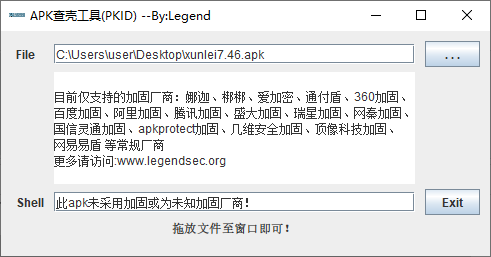 APK查壳工具(PKID) --By:Legend
File C:\Users\user\Desktop\xunlei7.46.apk ...
目前仅支持的加固厂商：娜迦、梆梆、爱加密、通付盾、360加固、
百度加固、阿里加固、腾讯加固、盛大加固、瑞星加固、网秦加固、
国信灵通加固、apkprotect加固、几维安全加固、顶像科技加固、
网易易盾 等常规厂商
更多请访问:www.legendsec.org
Shell 此apk未采用加固或为未知加固厂商! Exit
拖放文件至窗口即可！